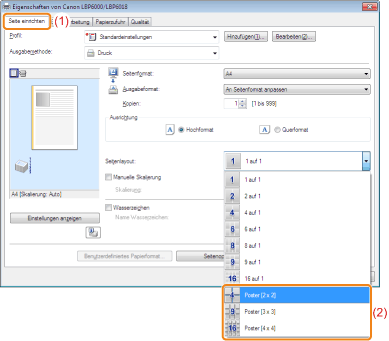 Eigenschaften von Canon LBP6000/LBP6018
Seite einrichten
(1)
Papierzufuhr
Qualität
Profil:
Standardeinstellungen
Hinzufügen(1)...
Bearbeiten(2)...
Ausgabemethode:
Druck
Seitenformat:
A4
Ausgabeformat:
An Seitenformat anpassen
Kopien:
1 [1 bis 999]
Ausrichtung
A Hochformat
A Querformat
Seitenlayout:
1 1 auf 1
Manuelle Skalierung
Skalierung:
Wasserzeichen
Name Wasserzeichen:
A4 [Skalierung: Auto]
Einstellungen anzeigen
Benutzerdefiniertes Papierformat...
1 1 auf 1
2 2 auf 1
4 4 auf 1
6 6 auf 1
8 8 auf 1
9 9 auf 1
16 16 auf 1
4 Poster [2 x 2]
9 Poster [3 x 3]
(2)
16 Poster [4 x 4]